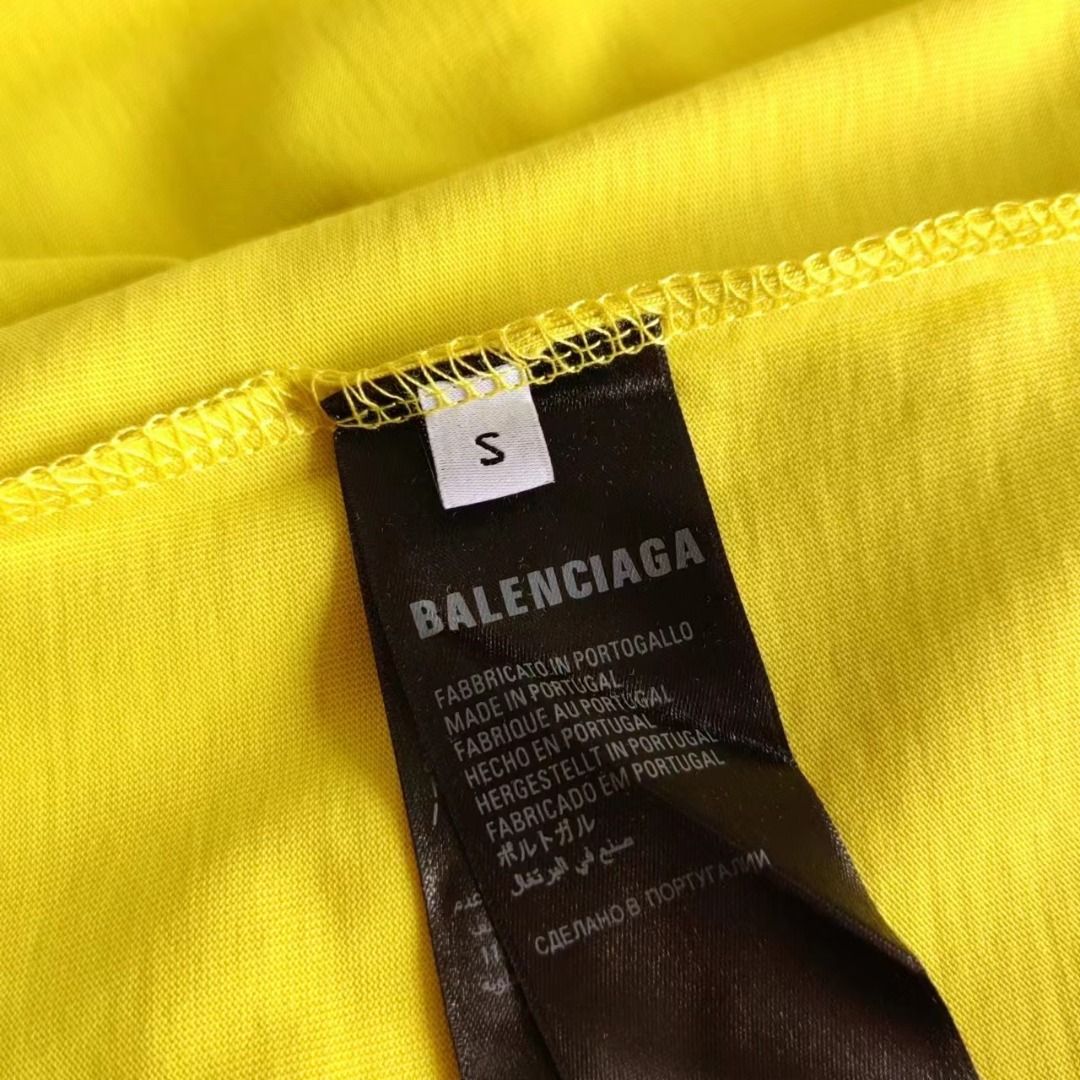 S
BALENCIAGA
FABBRICATO IN PORTOGALLO
MADE IN PORTUGAL
FABRIQUE AU PORTUGAL
HECHO EN PORTUGAL
HERGESTELLT IN PORTUGAL
FABRICADO EM PORTUGAL
ポルトガル
صنع في البرتغال
СДЕЛАНО В ПОРТУГАЛИИ